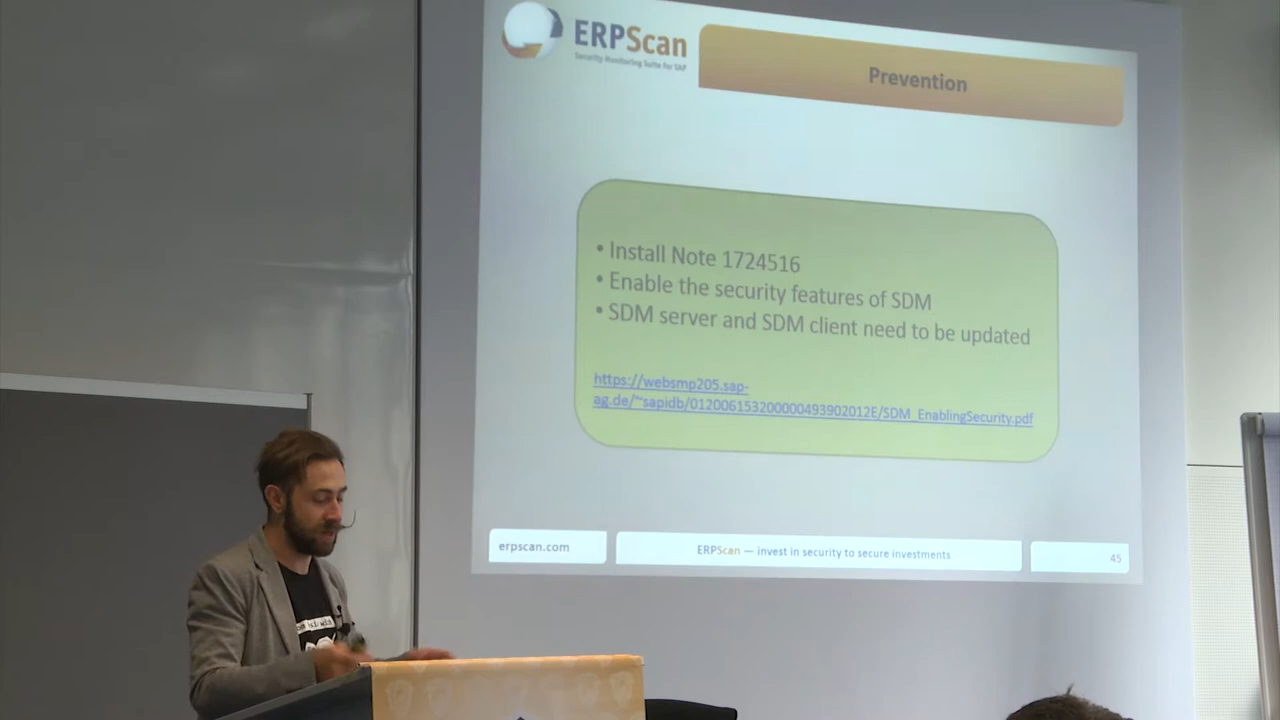 ERPScan
Security Monitoring Suite for SAP
Prevention
• Install Note 1724516
• Enable the security features of SDM
• SDM server and SDM client need to be updated
https://websmp205.sap-
ag.de/~sapidb/012006153200000493902012E/SDM_EnablingSecurity.pdf
erpscan.com
ERPScan — invest in security to secure investments
45